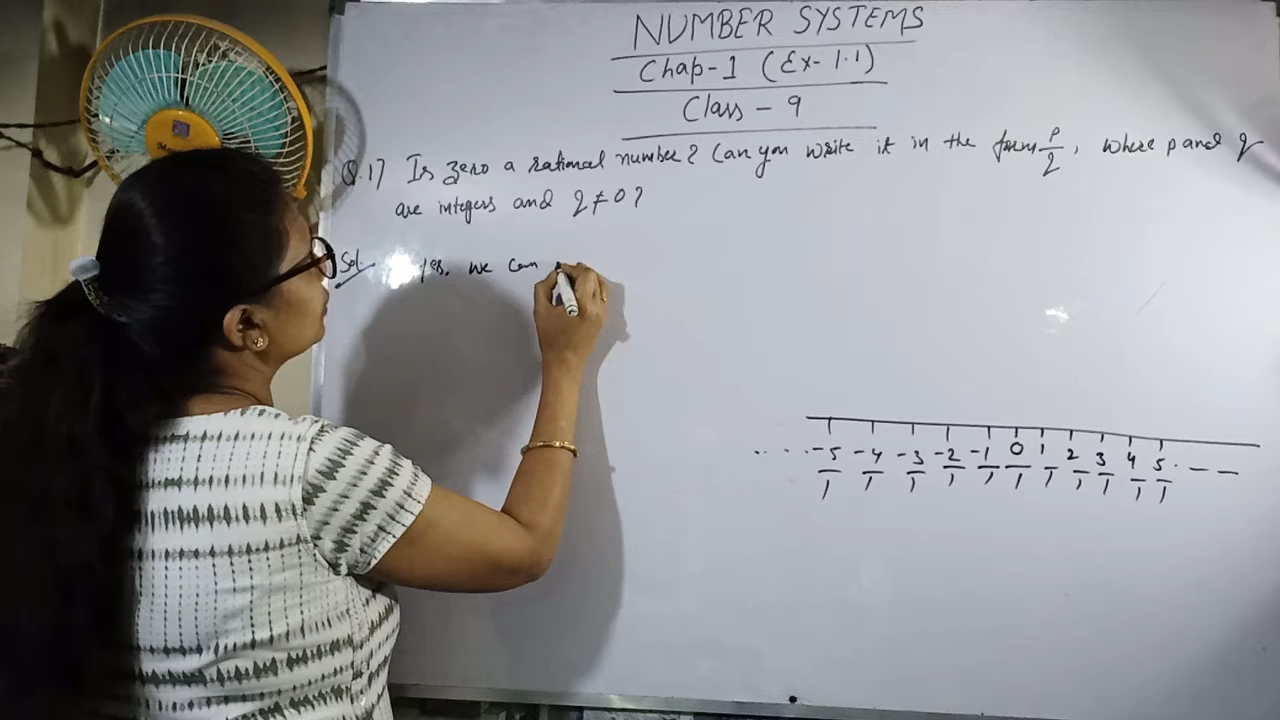 NUMBER SYSTEMS
Chap-1 (Ex-1.1)
Class - 9
Q.1) Is zero a rational number? Can you write it in the form p/q, where p and q
are integers and q ≠ 0?
Sol. Yes, we can
.... -5/1 -4/1 -3/1 -2/1 -1/1 0/1 1/1 2/1 3/1 4/1 5/1 . — —